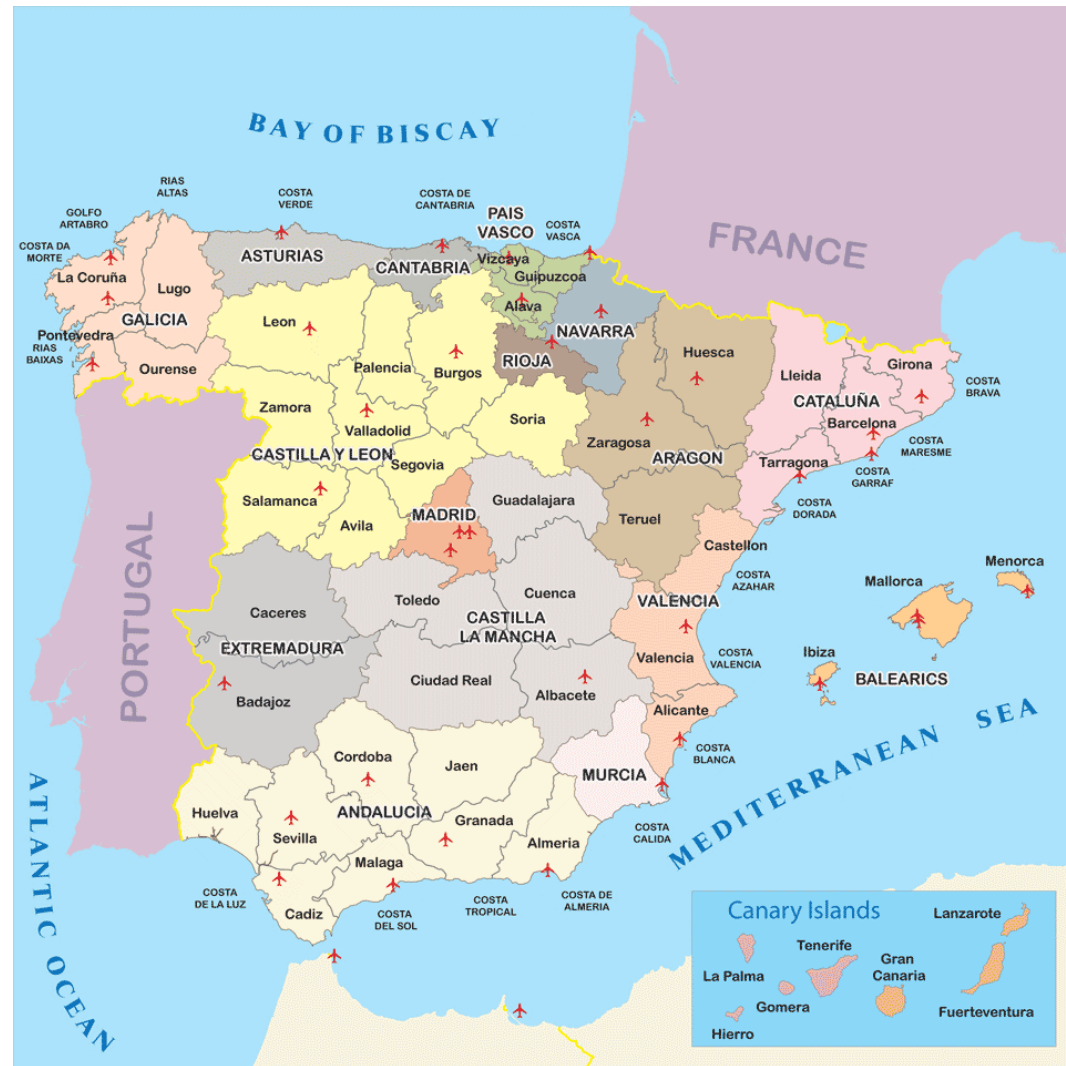 BAY OF BISCAY
RIAS
ALTAS
COSTA
VERDE
COSTA DE
CANTABRIA
GOLFO
ARTABRO
PAIS
VASCO
COSTA
VASCA
FRANCE
COSTA DA
MORTE
ASTURIAS
CANTABRIA
Vizcaya
Guipuzcoa
La Coruña
Lugo
Alava
GALICIA
Leon
NAVARRA
Pontevedra
RIAS
BAIXAS
Ourense
Palencia
Burgos
RIOJA
Huesca
Lleida
Girona
COSTA
BRAVA
CATALUÑA
Zamora
Valladolid
Soria
Barcelona
COSTA
MARESME
CASTILLA Y LEON
Segovia
Zaragosa
ARAGON
Tarragona
COSTA
GARRAF
Salamanca
Avila
MADRID
Guadalajara
COSTA
DORADA
Teruel
Castellon
PORTUGAL
COSTA
AZAHAR
Menorca
Mallorca
Caceres
Toledo
Cuenca
VALENCIA
CASTILLA
LA MANCHA
EXTREMADURA
Valencia
COSTA
VALENCIA
Ibiza
BALEARICS
Ciudad Real
Albacete
Badajoz
Alicante
MEDITERRANEAN SEA
COSTA
BLANCA
Cordoba
Jaen
MURCIA
ANDALUCIA
Huelva
Sevilla
Granada
Almeria
COSTA
CALIDA
Malaga
ATLANTIC OCEAN
COSTA
DE LA LUZ
Cadiz
COSTA
DEL SOL
COSTA
TROPICAL
COSTA DE
ALMERIA
Canary Islands
Lanzarote
Tenerife
La Palma
Gran
Canaria
Gomera
Fuerteventura
Hierro